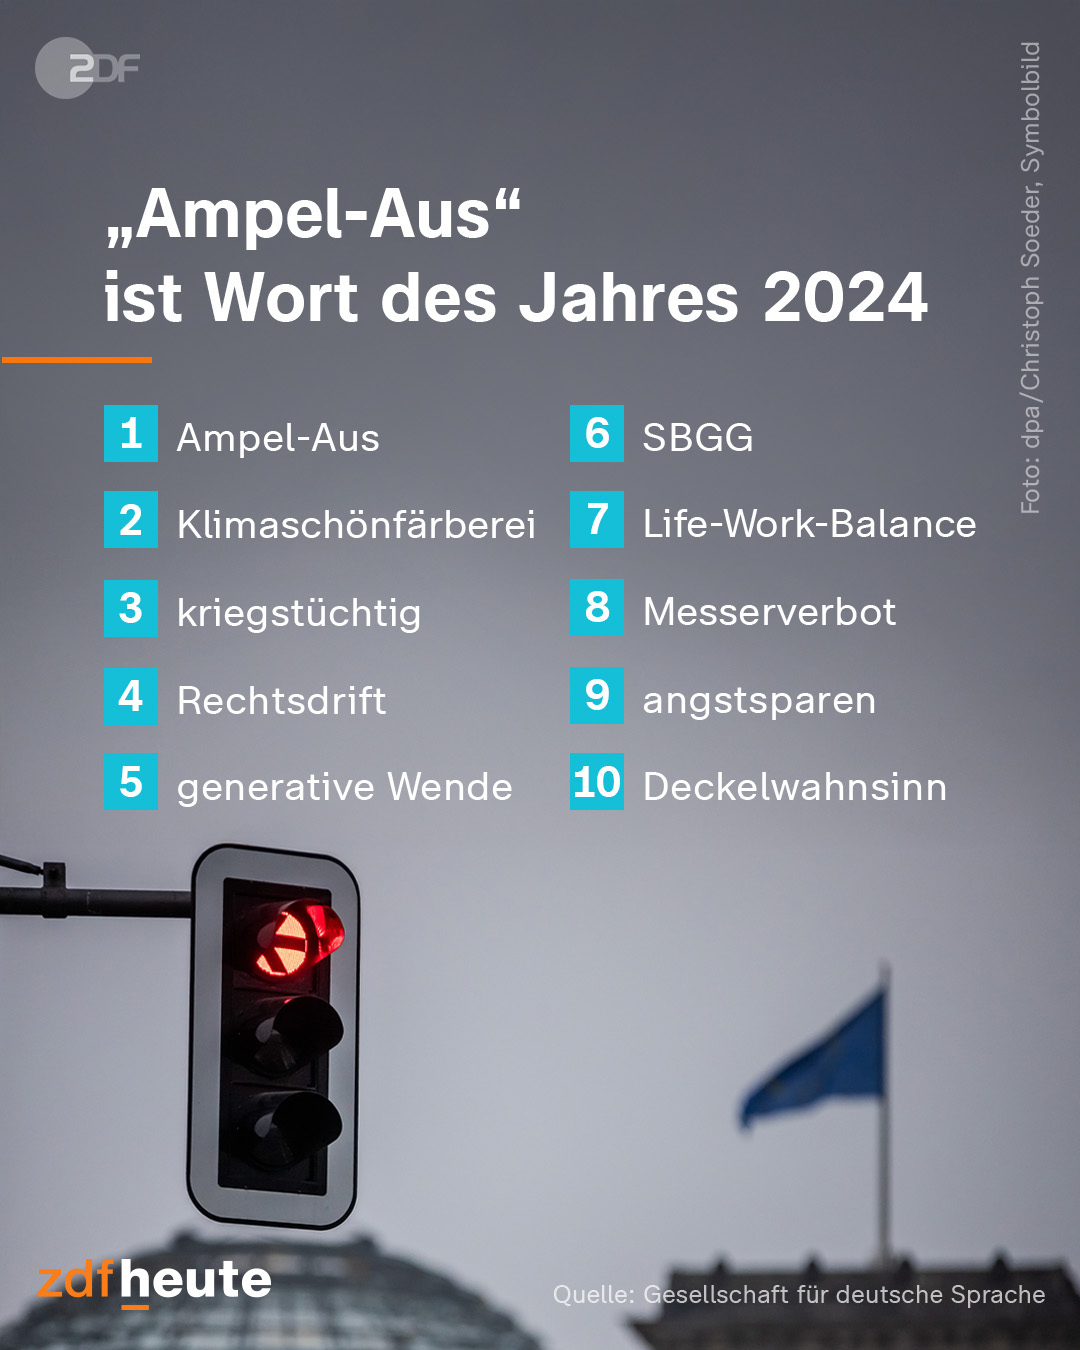 ZDF
„Ampel-Aus“
ist Wort des Jahres 2024
1 Ampel-Aus
2 Klimaschönfärberei
3 kriegstüchtig
4 Rechtsdrift
5 generative Wende
6 SBGG
7 Life-Work-Balance
8 Messerverbot
9 angstsparen
10 Deckelwahnsinn
Foto: dpa/Christoph Soeder, Symbolbild
zdfheute
Quelle: Gesellschaft für deutsche Sprache